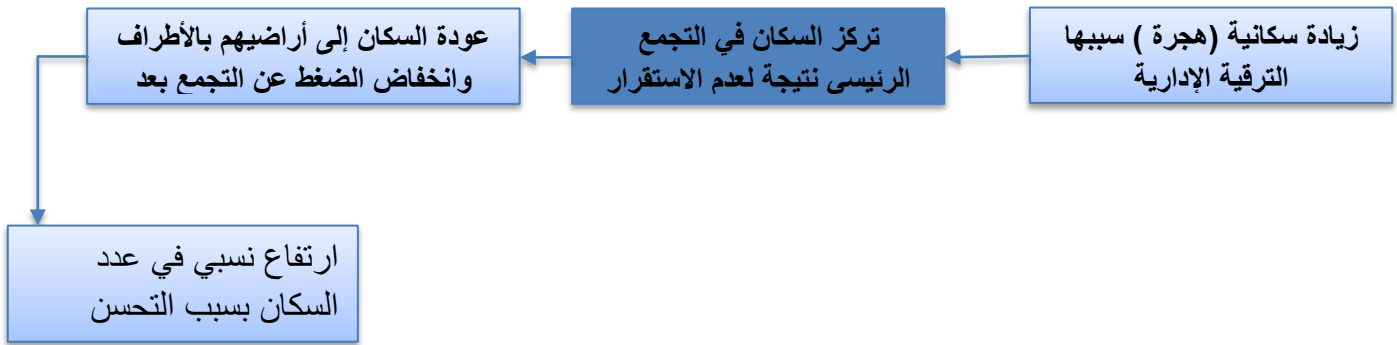 زيادة سكانية (هجرة ) سببها
الترقية الإدارية
تركز السكان في التجمع
الرئيسي نتيجة لعدم الاستقرار
عودة السكان إلى أراضيهم بالأطراف
وانخفاض الضغط عن التجمع بعد
ارتفاع نسبي في عدد
السكان بسبب التحسن